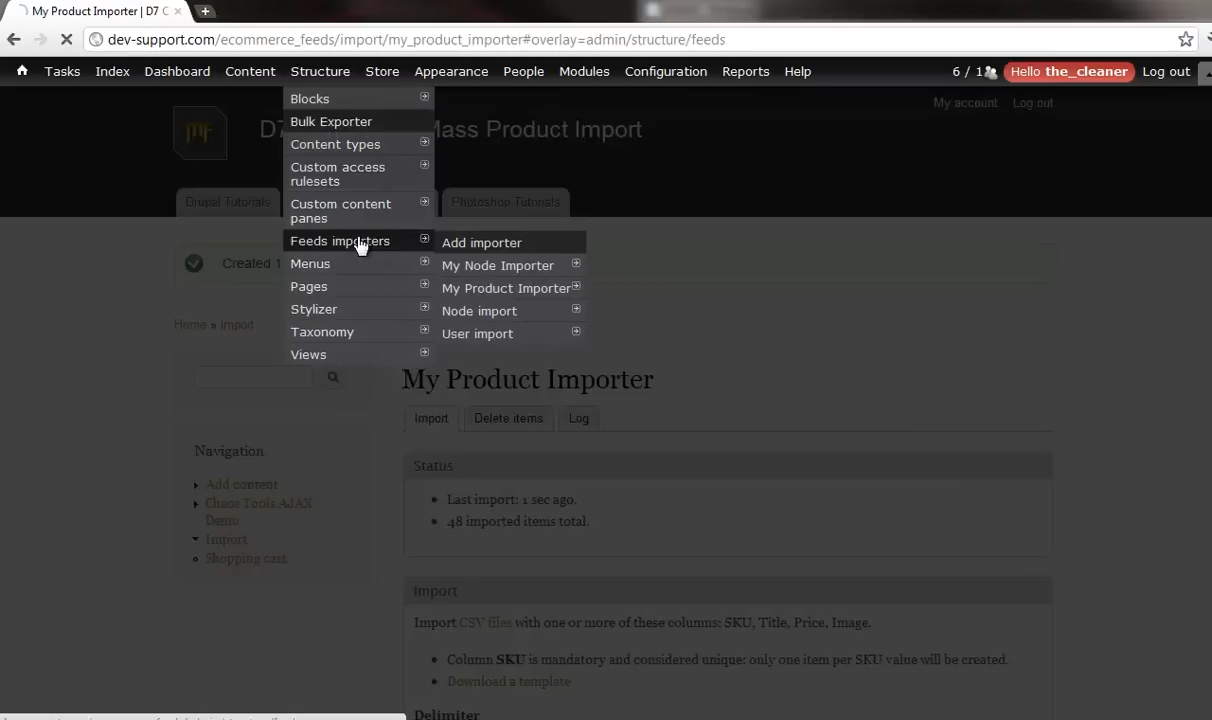 My Product Importer | D7 C
dev-support.com/ecommerce_feeds/import/my_product_importer#overlay=admin/structure/feeds
Tasks Index Dashboard Content Structure Store Appearance People Modules Configuration Reports Help 6 / 1 Hello the_cleaner Log out
Blocks
Bulk Exporter
Content types
Custom access
rulesets
Custom content
panes
Feeds importers
Menus
Pages
Stylizer
Taxonomy
Views
Add importer
My Node Importer
My Product Importer
Node import
User import
My account Log out
mf D7 Mass Product Import
Drupal Tutorials Photoshop Tutorials
Created 1
Home » Import
My Product Importer
Import Delete items Log
Navigation
Add content
Chaos Tools AJAX
Demo
Import
Shopping cart
Status
Last import: 1 sec ago.
48 imported items total.
Import
Import CSV files with one or more of these columns: SKU, Title, Price, Image.
Column SKU is mandatory and considered unique: only one item per SKU value will be created.
Download a template
Delimiter